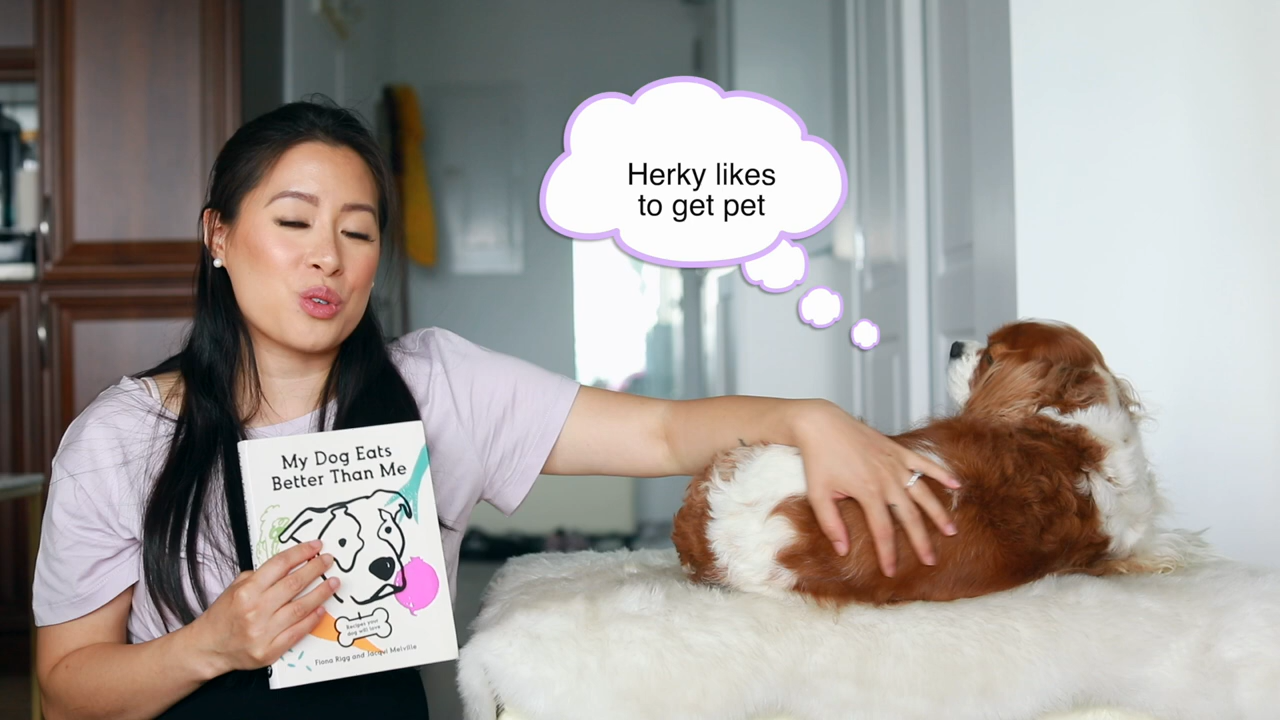 Herky likes
to get pet
My Dog Eats
Better Than Me
Recipes your
dog will love
Fiona Rigg and Jacqui Melville